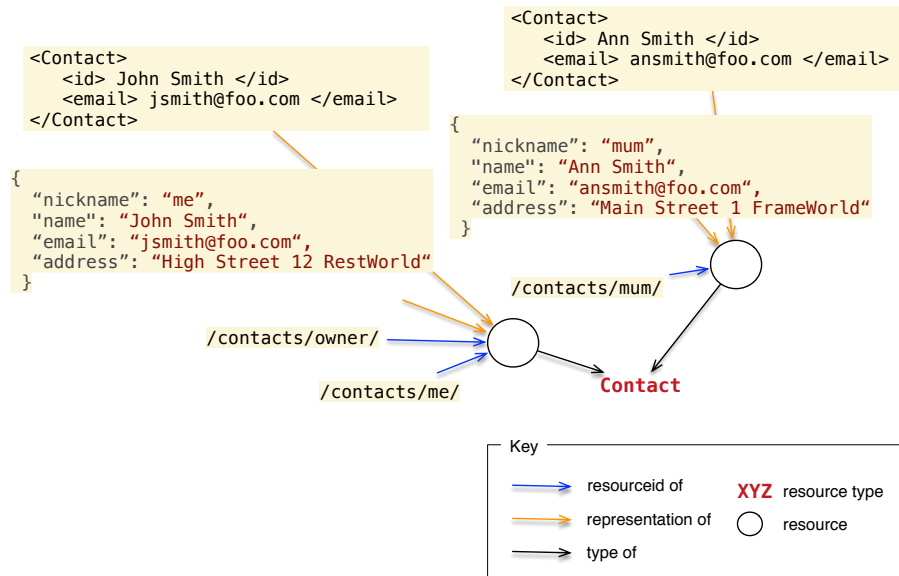 <Contact>
<id> John Smith </id>
<email> jsmith@foo.com </email>
</Contact>
<Contact>
<id> Ann Smith </id>
<email> ansmith@foo.com </email>
</Contact>
{
“nickname”: “me”,
"name": “John Smith“,
“email”: “jsmith@foo.com“,
“address”: “High Street 12 RestWorld“
}
{
“nickname”: “mum”,
"name": “Ann Smith“,
“email”: “ansmith@foo.com“,
“address”: “Main Street 1 FrameWorld“
}
/contacts/mum/
/contacts/owner/
/contacts/me/
Contact
Key
resourceid of
representation of
type of
XYZ resource type
resource